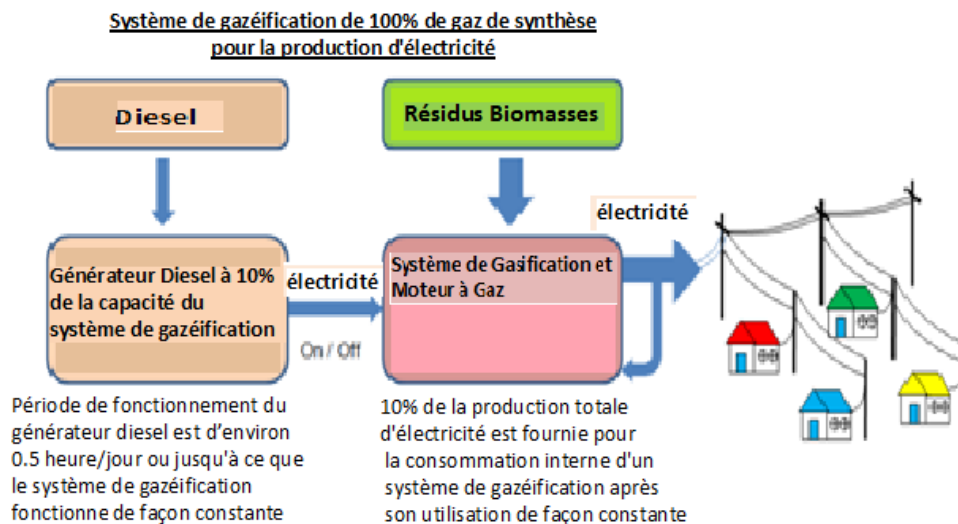 Système de gazéification de 100% de gaz de synthèse
pour la production d'électricité
Diesel
Résidus Biomasses
électricité
Générateur Diesel à 10%
de la capacité du
système de gazéification
électricité
On / Off
Système de Gasification et
Moteur à Gaz
Période de fonctionnement du
générateur diesel est d'environ
0.5 heure/jour ou jusqu'à ce que
le système de gazéification
fonctionne de façon constante
10% de la production totale
d'électricité est fournie pour
la consommation interne d'un
système de gazéification après
son utilisation de façon constante